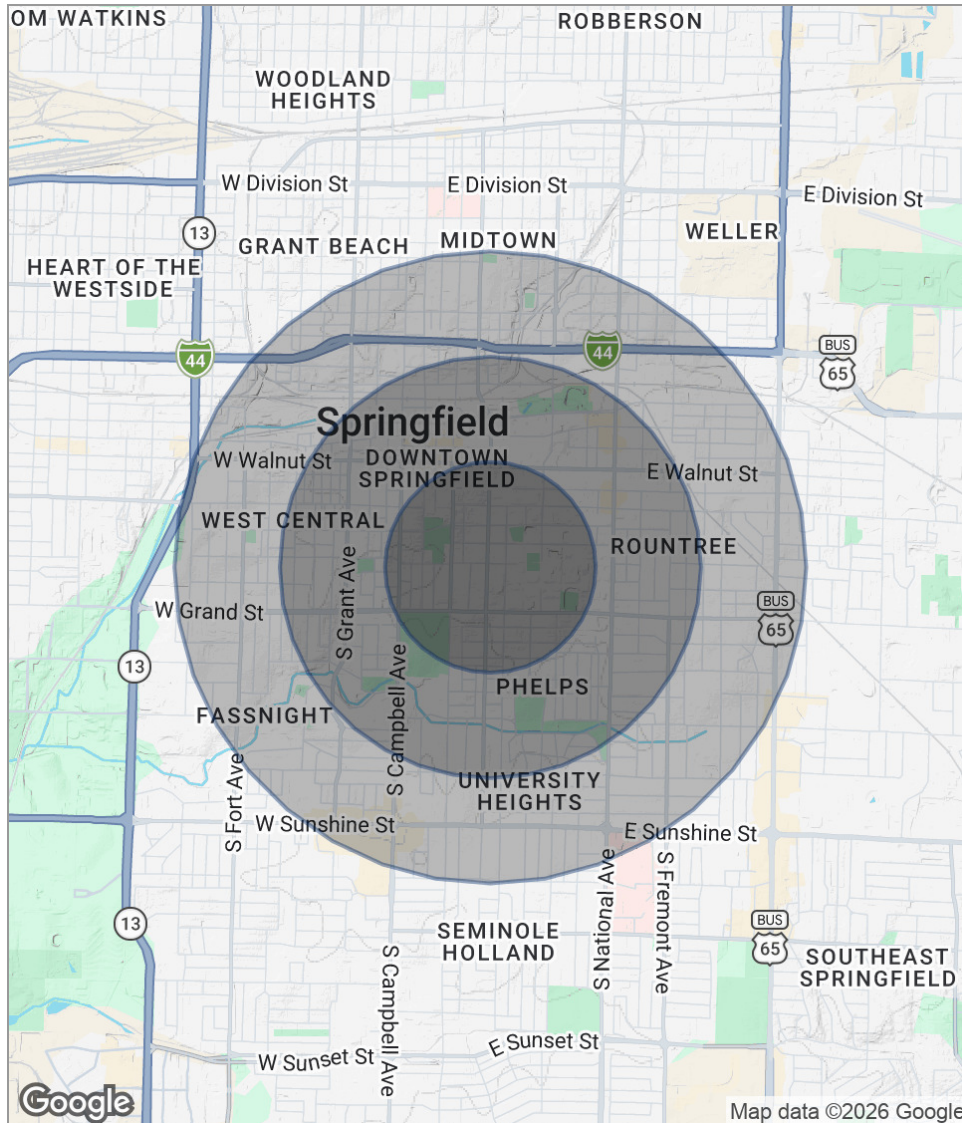 OM WATKINS
ROBBERSON
WOODLAND
HEIGHTS
W Division St
E Division St
E Division St
13
GRANT BEACH
MIDTOWN
WELLER
HEART OF THE
WESTSIDE
44
44
BUS
65
Springfield
DOWNTOWN
SPRINGFIELD
W Walnut St
E Walnut St
WEST CENTRAL
ROUNTREE
S Grant Ave
W Grand St
BUS
65
13
PHELPS
FASSNIGHT
S Campbell Ave
UNIVERSITY
HEIGHTS
S Fort Ave
W Sunshine St
E Sunshine St
S National Ave
S Fremont Ave
13
SEMINOLE
HOLLAND
BUS
65
SOUTHEAST
SPRINGFIELD
S Campbell Ave
W Sunset St
E Sunset St
Google
Map data ©2026 Google